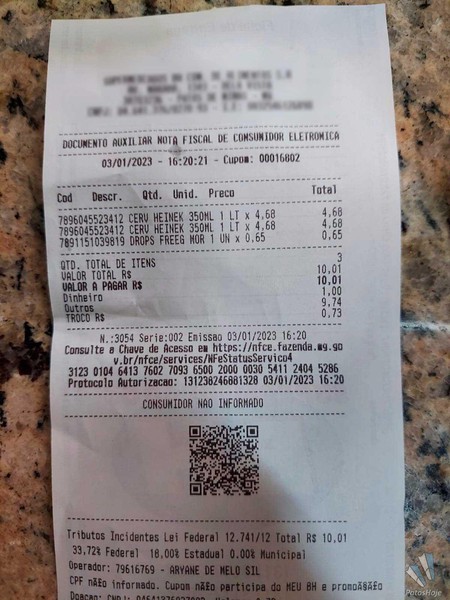 DOCUMENTO AUXILIAR NOTA FISCAL DE CONSUMIDOR ELETRONICA
03/01/2023 - 16:20:21 - Cupom: 00016802
Cod Descr. Qtd. Unid. Preco Total
7896045523412 CERV HEINEK 350ML 1 LT x 4,68 4,68
7896045523412 CERV HEINEK 350ML 1 LT x 4,68 4,68
7891151039819 DROPS FREEG MOR 1 UN x 0.65 0,65
QTD. TOTAL DE ITENS 3
VALOR TOTAL R$ 10,01
VALOR A PAGAR R$ 10,01
Dinheiro 1,00
Outros 9,74
TROCO R$ 0,73
N.:3054 Serie:002 Emissao 03/01/2023 16:20
Consulte a Chave de Acesso em https://nfce.fazenda.mg.go
v.br/nfce/services/NFeStatusServico4
3123 0104 6413 7602 7093 6500 2000 0030 5411 2404 5286
Protocolo Autorizacao: 131238246881328 03/01/2023 16:20
CONSUMIDOR NAO INFORMADO
Tributos Incidentes Lei Federal 12.741/12 Total R$ 10,01
33,72% Federal 18,00% Estadual 0.00% Municipal
Operador: 79616769 - ARYANE DE MELO SIL
CPF nÃ£o informado. Cupom nÃ£o participa do MEU BH e promoÃ§Ã£o
PatosHoje